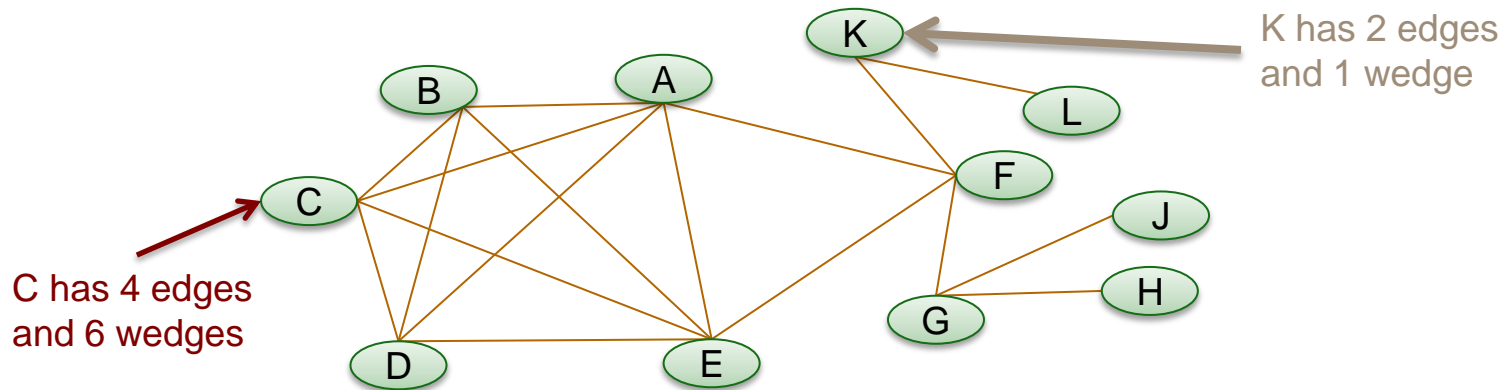 K has 2 edges
and 1 wedge
K
A
B
L
F
C
J
H
G
C has 4 edges
and 6 wedges
D
E